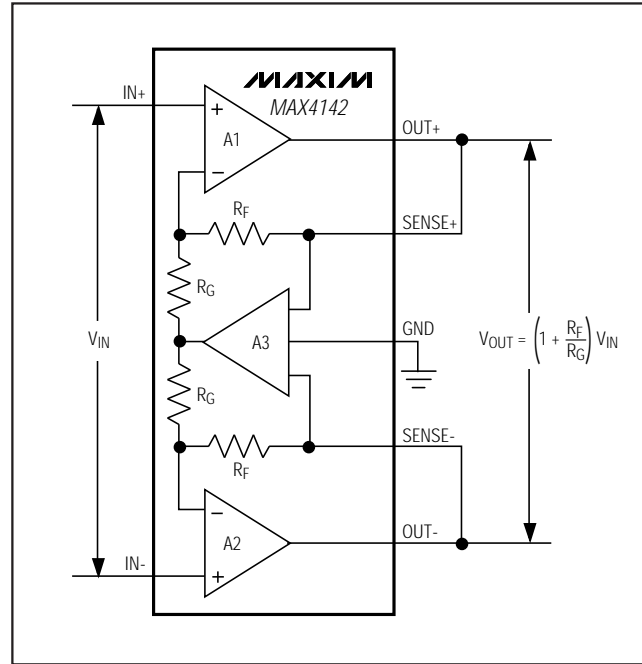 MAXIM
MAX4142
IN+
+
A1
−
OUT+
RF
SENSE+
RG
VIN
A3
GND
VOUT = (1 + RF/RG) VIN
RG
SENSE-
RF
−
A2
OUT-
IN-
+